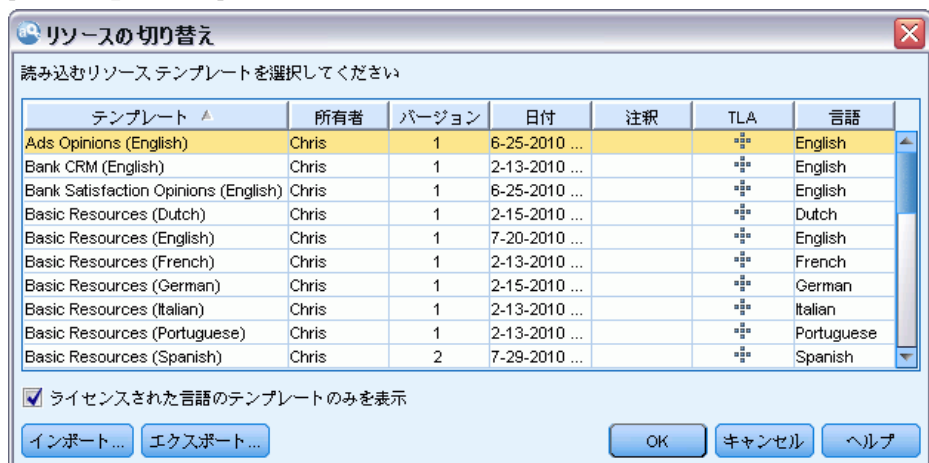 リソースの切り替え
読み込むリソース テンプレートを選択してください
テンプレート 所有者 バージョン 日付 注釈 TLA 言語
Ads Opinions (English) Chris 1 6-25-2010 ... English
Bank CRM (English) Chris 1 2-13-2010 ... English
Bank Satisfaction Opinions (English) Chris 1 6-25-2010 ... English
Basic Resources (Dutch) Chris 1 2-15-2010 ... Dutch
Basic Resources (English) Chris 1 7-20-2010 ... English
Basic Resources (French) Chris 1 2-13-2010 ... French
Basic Resources (German) Chris 1 2-15-2010 ... German
Basic Resources (Italian) Chris 1 2-13-2010 ... Italian
Basic Resources (Portuguese) Chris 1 2-13-2010 ... Portuguese
Basic Resources (Spanish) Chris 2 7-29-2010 ... Spanish
ライセンスされた言語のテンプレートのみを表示
インポート... エクスポート... OK キャンセル ヘルプ